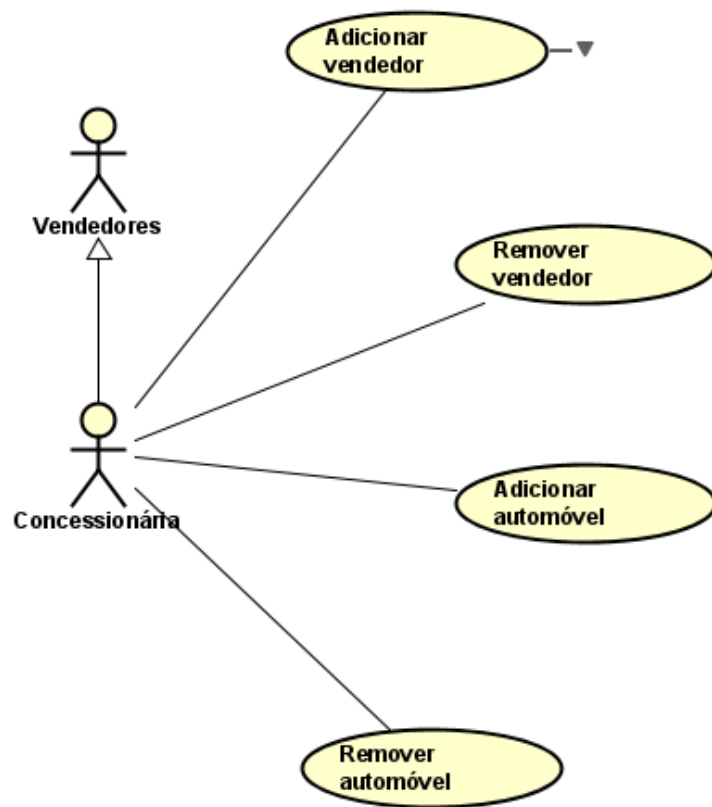 Adicionar
vendedor
Vendedores
Remover
vendedor
Adicionar
automóvel
Concessionária
Remover
automóvel